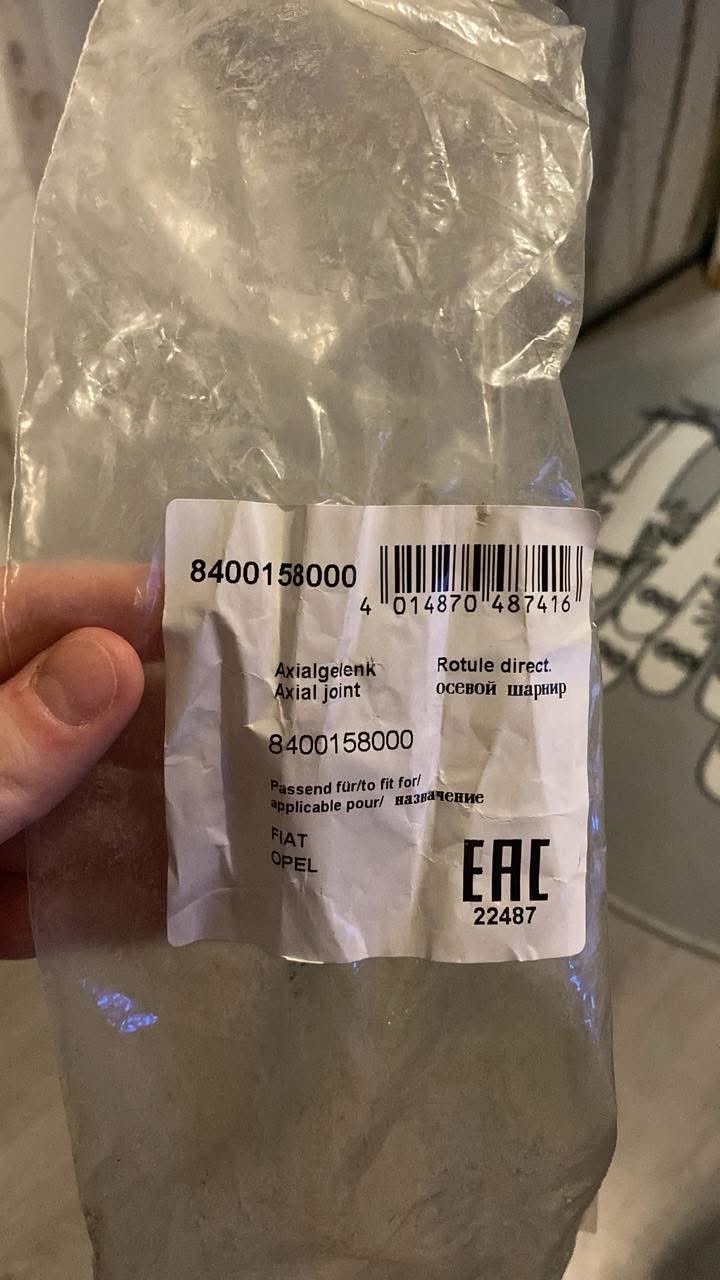 8400158000
4 014870 487416
Axialgelenk
Axial joint
Rotule direct.
осевой шарнир
8400158000
Passend für/to fit for/
applicable pour/ назначение
FIAT
OPEL
EAC
22487